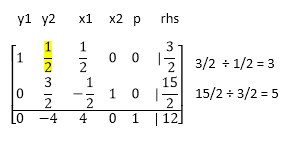 y1 y2 x1 x2 p rhs
1 1/2 1/2 0 0 | 3/2
3/2 ÷ 1/2 = 3
0 3/2 -1/2 1 0 | 15/2
15/2 ÷ 3/2 = 5
0 −4 4 0 1 | 12